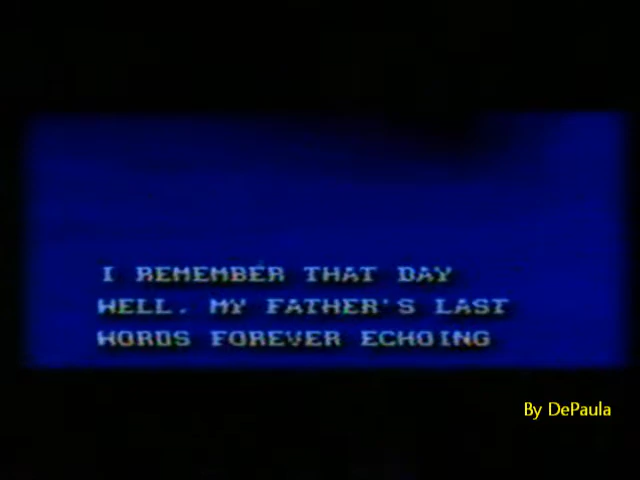 I REMEMBER THAT DAY
WELL. MY FATHER'S LAST
WORDS FOREVER ECHOING
By DePaula